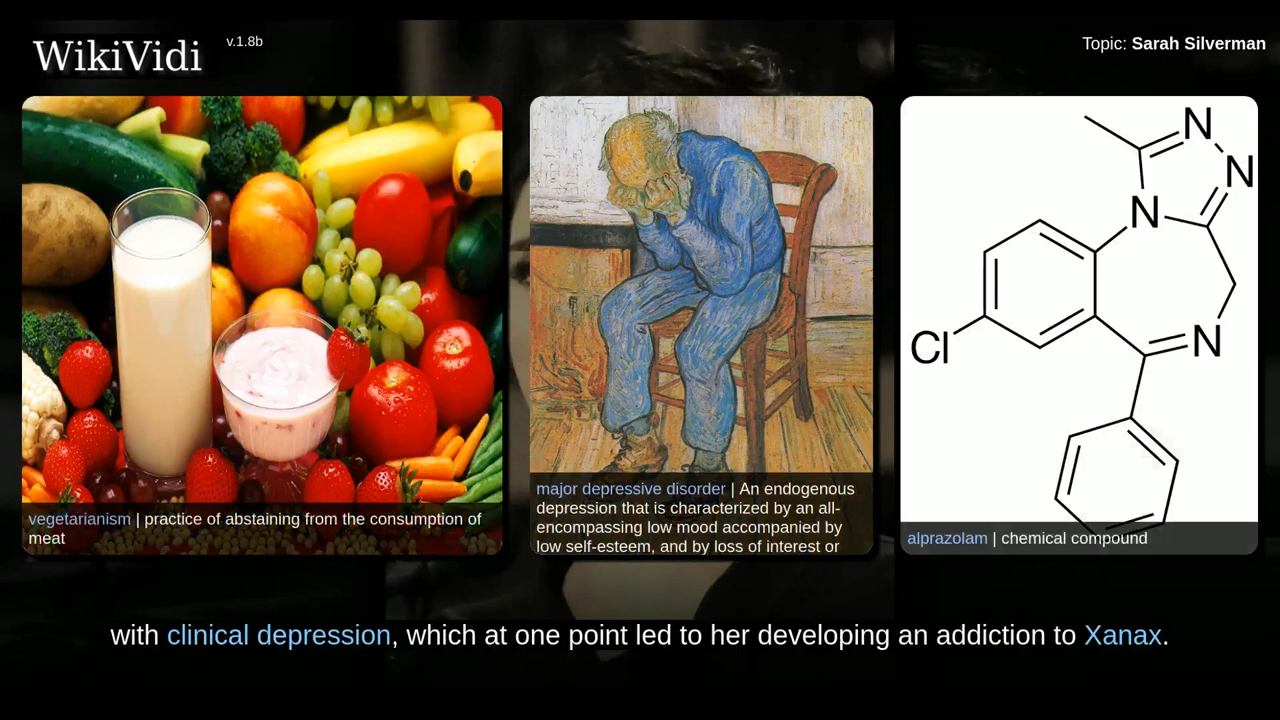 WikiVidi
v.1.8b
Topic: Sarah Silverman
vegetarianism | practice of abstaining from the consumption of
meat
major depressive disorder | An endogenous
depression that is characterized by an all-
encompassing low mood accompanied by
low self-esteem, and by loss of interest or
N
N
N
N
Cl
alprazolam | chemical compound
with clinical depression, which at one point led to her developing an addiction to Xanax.